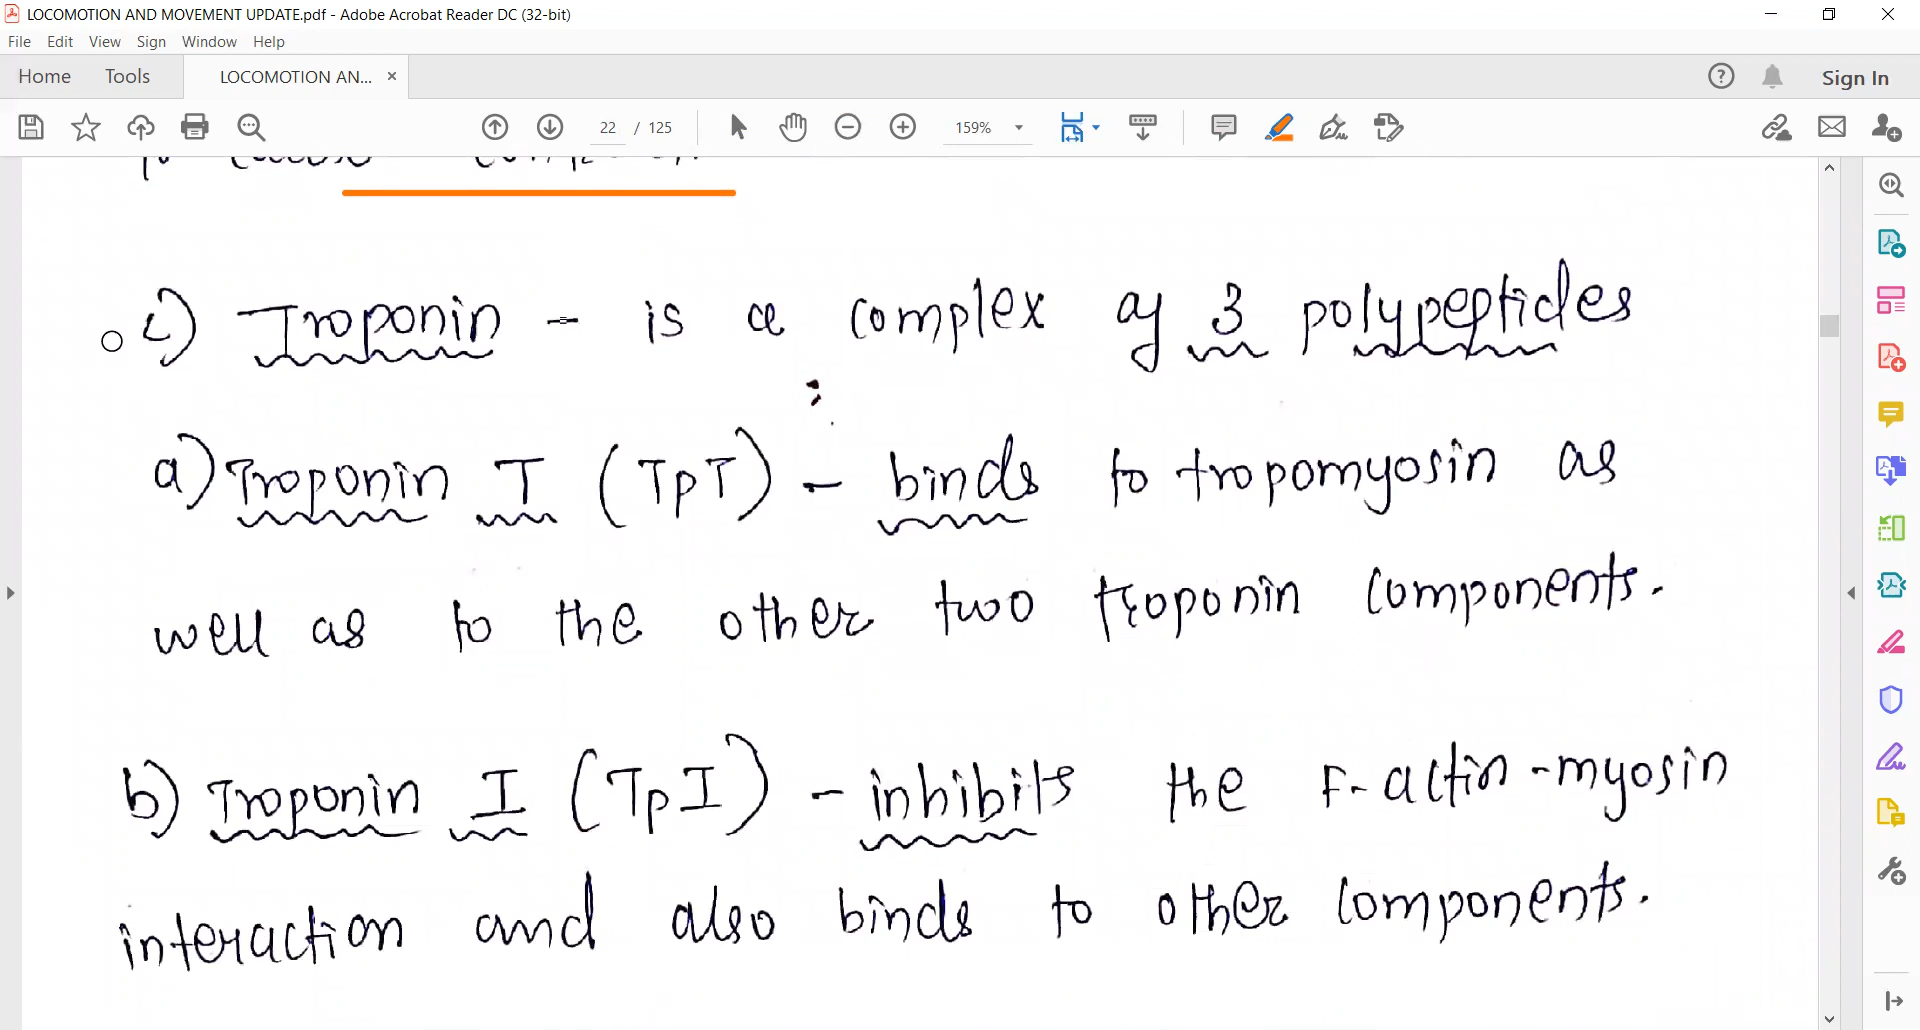 LOCOMOTION AND MOVEMENT UPDATE.pdf - Adobe Acrobat Reader DC (32-bit)
File Edit View Sign Window Help
Home Tools LOCOMOTION AN... × Sign In
22 / 125 159%
c) Troponin - is a complex of 3 polypeptides
a) Troponin T (TpT) - binds to tropomyosin as
well as to the other two troponin components.
b) Troponin I (TpI) - inhibits the F-actin-myosin
interaction and also binds to other components.